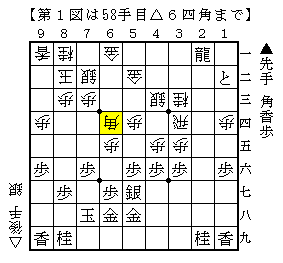 【第１図は58手目△６四角まで】
9 8 7 6 5 4 3 2 1
香 桂 金 龍 一
玉 銀 金 と 二
歩 歩 銀 桂 三
歩 角 歩 飛 歩 四
歩 歩 歩 五
歩 歩 歩 歩 歩 六
歩 歩 銀 七
玉 金 金 八
香 桂 桂 香 九
▲先手 角香歩
△後手 銀